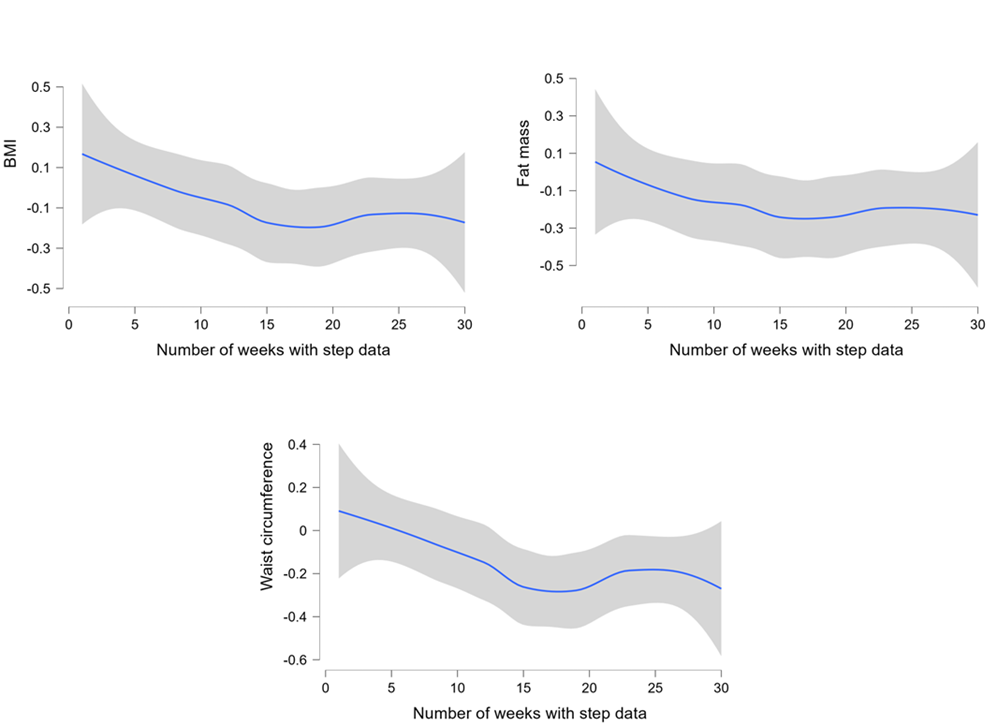 BMI
0.5
0.3
0.1
-0.1
-0.3
-0.5
0 5 10 15 20 25 30
Number of weeks with step data
Fat mass
0.5
0.3
0.1
-0.1
-0.3
-0.5
0 5 10 15 20 25 30
Number of weeks with step data
Waist circumference
0.4
0.2
0
-0.2
-0.4
-0.6
0 5 10 15 20 25 30
Number of weeks with step data